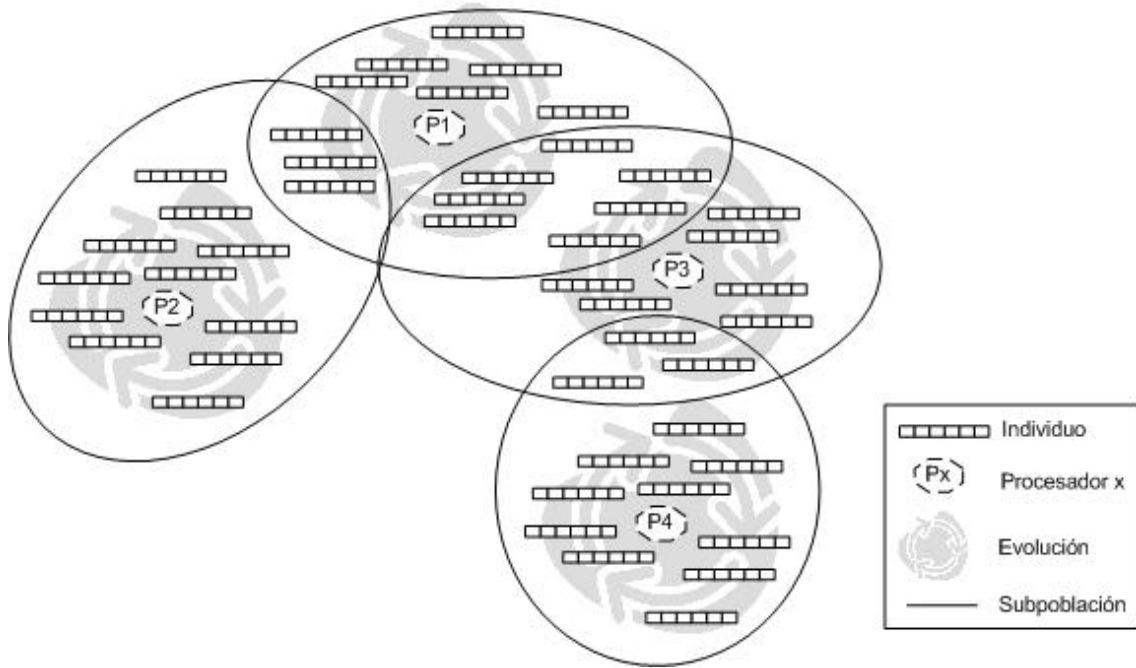 P1
P3
P2
P4
Individuo
Px
Procesador x
Evolución
Subpoblación